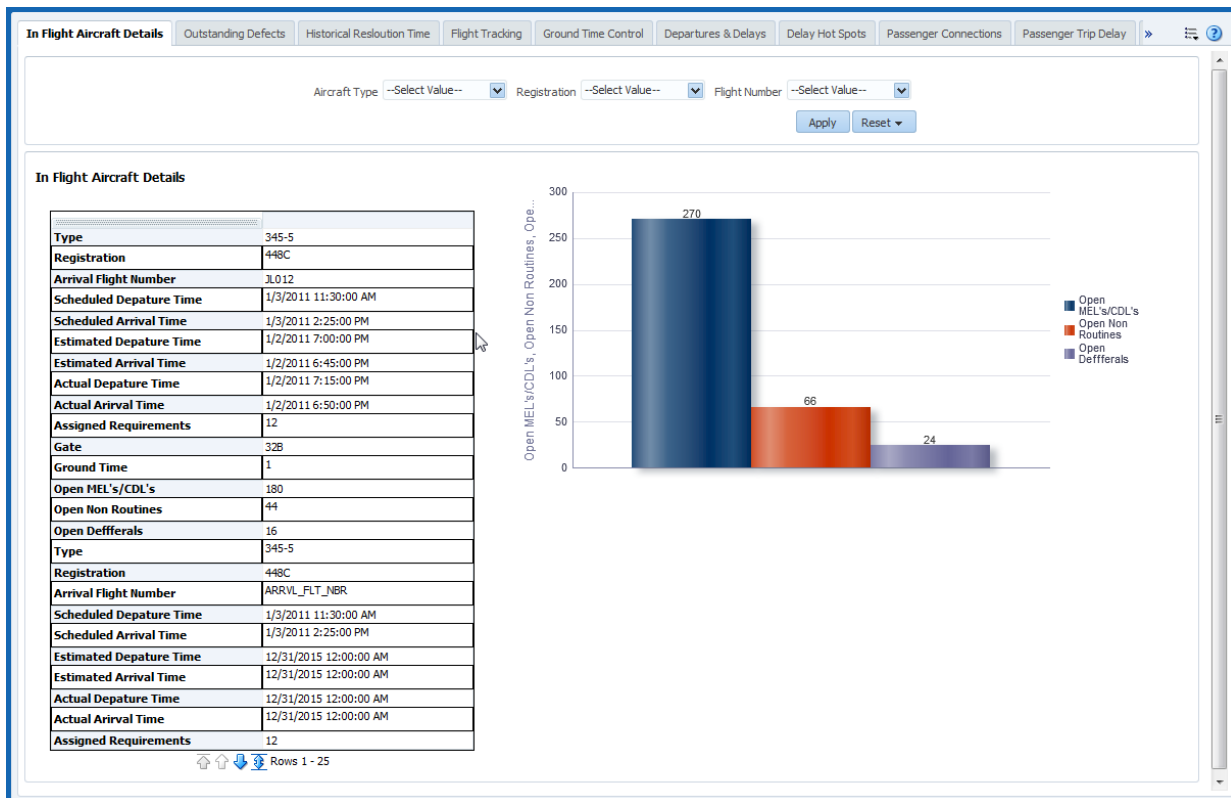 In Flight Aircraft Details Outstanding Defects Historical Resloution Time Flight Tracking Ground Time Control Departures & Delays Delay Hot Spots Passenger Connections Passenger Trip Delay »
Aircraft Type --Select Value-- Registration --Select Value-- Flight Number --Select Value--
Apply Reset
In Flight Aircraft Details
Type 345-5
Registration 448C
Arrival Flight Number JL012
Scheduled Depature Time 1/3/2011 11:30:00 AM
Scheduled Arrival Time 1/3/2011 2:25:00 PM
Estimated Depature Time 1/2/2011 7:00:00 PM
Estimated Arrival Time 1/2/2011 6:45:00 PM
Actual Depature Time 1/2/2011 7:15:00 PM
Actual Arirval Time 1/2/2011 6:50:00 PM
Assigned Requirements 12
Gate 32B
Ground Time 1
Open MEL's/CDL's 180
Open Non Routines 44
Open Deffferals 16
Type 345-5
Registration 448C
Arrival Flight Number ARRVL_FLT_NBR
Scheduled Depature Time 1/3/2011 11:30:00 AM
Scheduled Arrival Time 1/3/2011 2:25:00 PM
Estimated Depature Time 12/31/2015 12:00:00 AM
Estimated Arrival Time 12/31/2015 12:00:00 AM
Actual Depature Time 12/31/2015 12:00:00 AM
Actual Arirval Time 12/31/2015 12:00:00 AM
Assigned Requirements 12
Rows 1 - 25
Open MEL's/CDL's, Open Non Routines, Ope...
300
250
200
150
100
50
0
270
66
24
Open
MEL's/CDL's
Open Non
Routines
Open
Deffferals